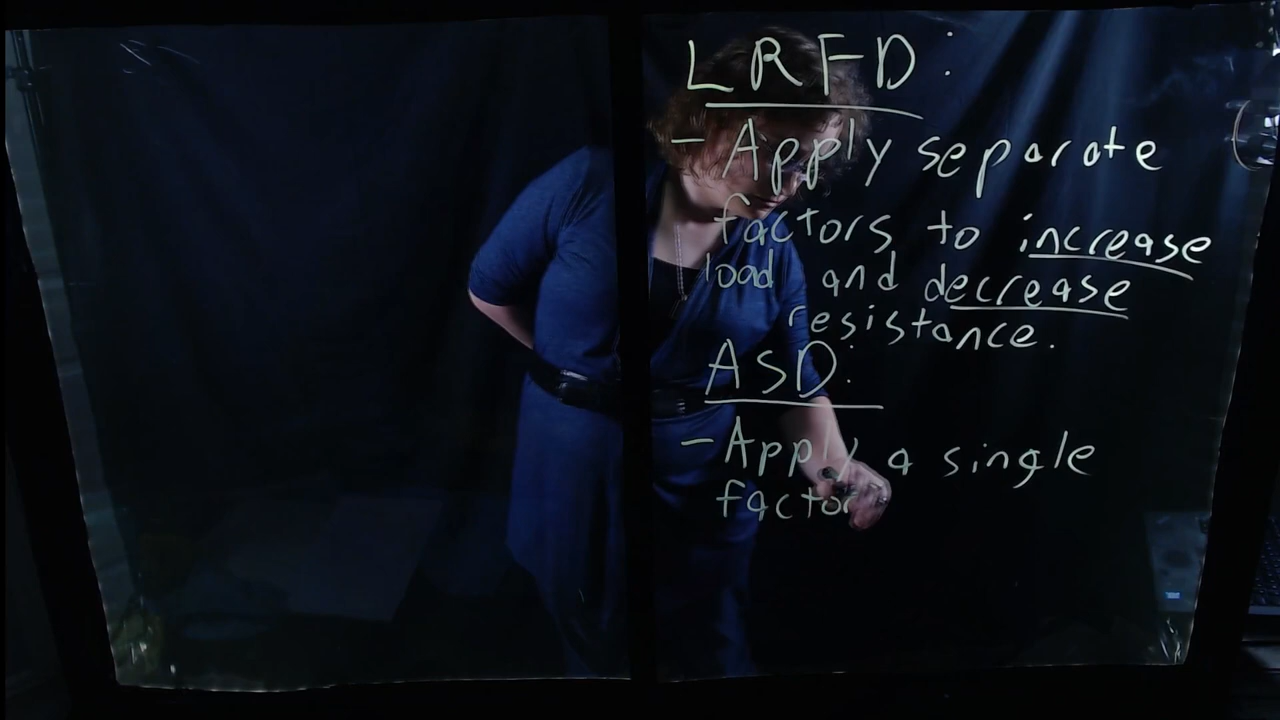 LRFD:
- Apply separate
factors to increase
load and decrease
resistance.
ASD:
- Apply a single
factor